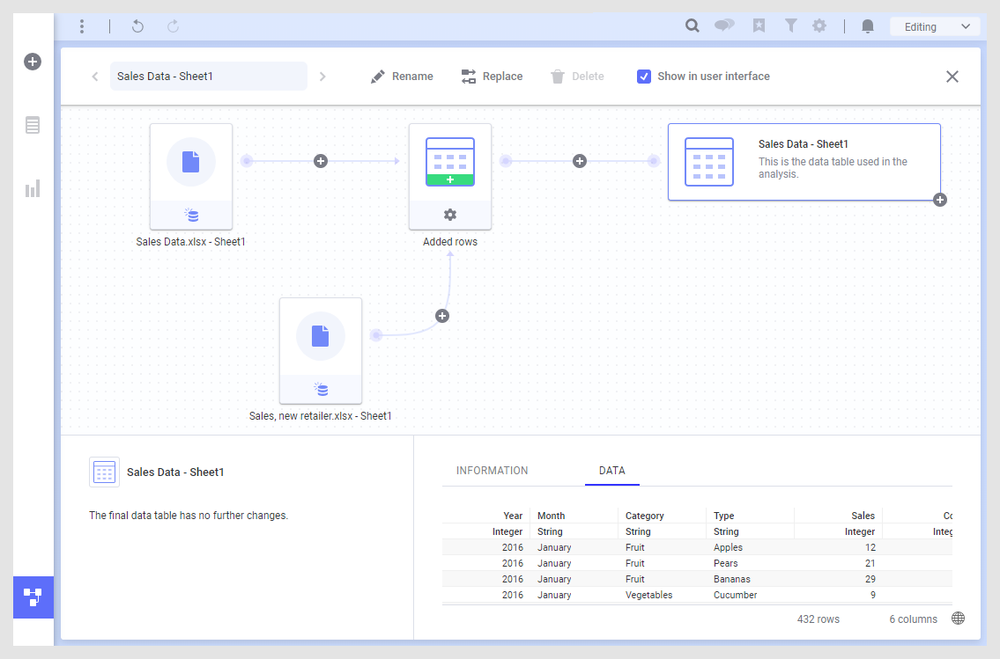 Editing
Sales Data - Sheet1
Rename
Replace
Delete
Show in user interface
Sales Data - Sheet1
This is the data table used in the
analysis.
Sales Data.xlsx - Sheet1
Added rows
Sales, new retailer.xlsx - Sheet1
Sales Data - Sheet1
The final data table has no further changes.
INFORMATION DATA
Year Month Category Type Sales Co
Integer String String String Integer Integ
2016 January Fruit Apples 12
2016 January Fruit Pears 21
2016 January Fruit Bananas 29
2016 January Vegetables Cucumber 9
432 rows 6 columns